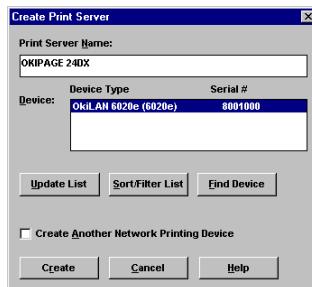 Create Print Server
Print Server Name:
OKIPAGE 24DX
Device Type Serial #
Device:
OkiLAN 6020e (6020e) 8001000
Update List Sort/Filter List Find Device
Create Another Network Printing Device
Create Cancel Help